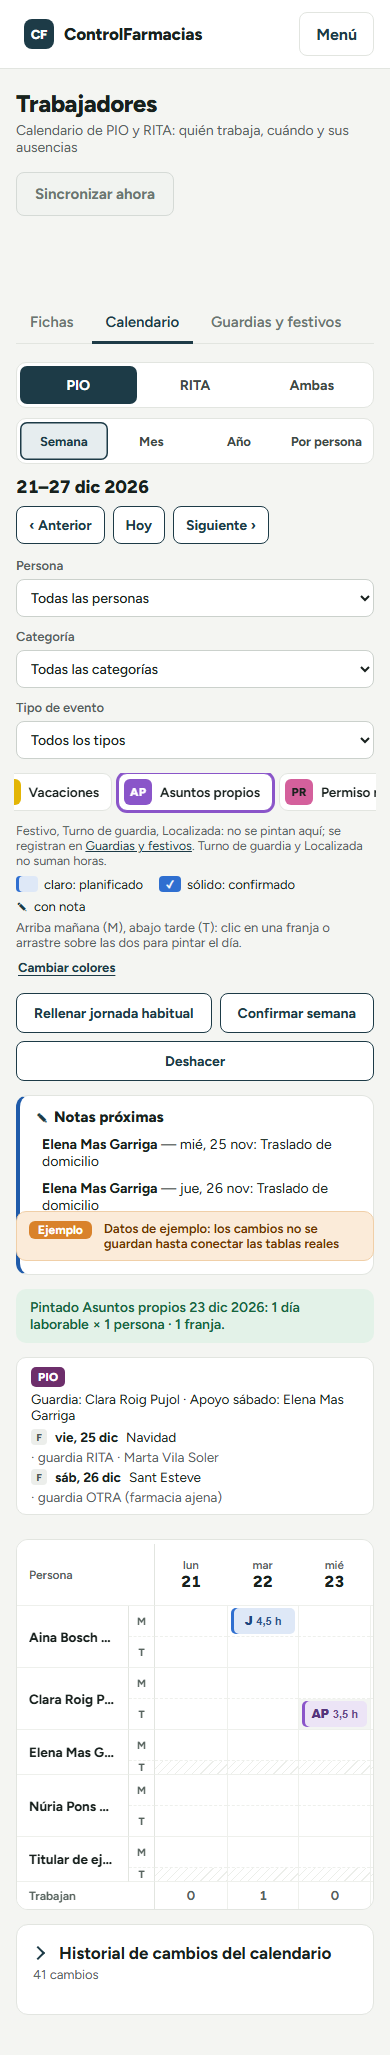 CF ControlFarmacias Menú
Trabajadores
Calendario de PIO y RITA: quién trabaja, cuándo y sus
ausencias
Sincronizar ahora
Fichas Calendario Guardias y festivos
PIO RITA Ambas
Semana Mes Año Por persona
21–27 dic 2026
‹ Anterior Hoy Siguiente ›
Persona
Todas las personas
Categoría
Todas las categorías
Tipo de evento
Todos los tipos
Vacaciones AP Asuntos propios PR Permiso
Festivo, Turno de guardia, Localizada: no se pintan aquí; se
registran en Guardias y festivos. Turno de guardia y Localizada
no suman horas.
claro: planificado ✓ sólido: confirmado
con nota
Arriba mañana (M), abajo tarde (T): clic en una franja o
arrastre sobre las dos para pintar el día.
Cambiar colores
Rellenar jornada habitual Confirmar semana
Deshacer
Notas próximas
Elena Mas Garriga — mié, 25 nov: Traslado de
domicilio
Elena Mas Garriga — jue, 26 nov: Traslado de
domicilio
Ejemplo Datos de ejemplo: los cambios no se
guardan hasta conectar las tablas reales
Pintado Asuntos propios 23 dic 2026: 1 día
laborable × 1 persona · 1 franja.
PIO
Guardia: Clara Roig Pujol · Apoyo sábado: Elena Mas
Garriga
F vie, 25 dic Navidad
· guardia RITA · Marta Vila Soler
F sáb, 26 dic Sant Esteve
· guardia OTRA (farmacia ajena)
Persona lun 21 mar 22 mié 23
Aina Bosch ... M J 4,5 h
T
Clara Roig P... M
T AP 3,5 h
Elena Mas G... M
T
Núria Pons ... M
T
Titular de ej... M
T
Trabajan 0 1 0
Historial de cambios del calendario
41 cambios